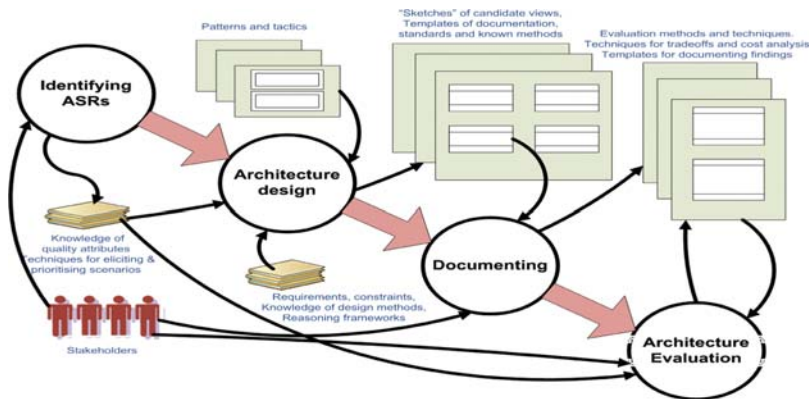 Patterns and tactics
“Sketches” of candidate views,
Templates of documentation,
standards and known methods
Evaluation methods and techniques.
Techniques for tradeoffs and cost analysis
Templates for documenting findings
Identifying
ASRs
Architecture
design
Knowledge of
quality attributes
Techniques for eliciting &
prioritising scenarios
Documenting
Requirements, constraints,
Knowledge of design methods,
Reasoning frameworks
Stakeholders
Architecture
Evaluation